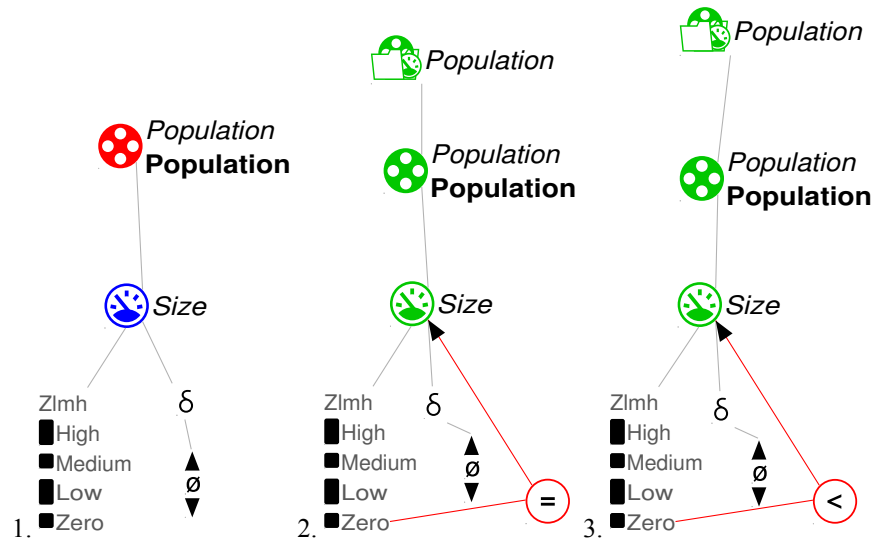 Population
Population
Size
Zlmh
δ
High
Medium
ø
Low
1.
Zero
Population
Population
Population
Size
Zlmh
δ
High
Medium
ø
Low
=
2.
Zero
Population
Population
Population
Size
Zlmh
δ
High
Medium
ø
Low
<
3.
Zero